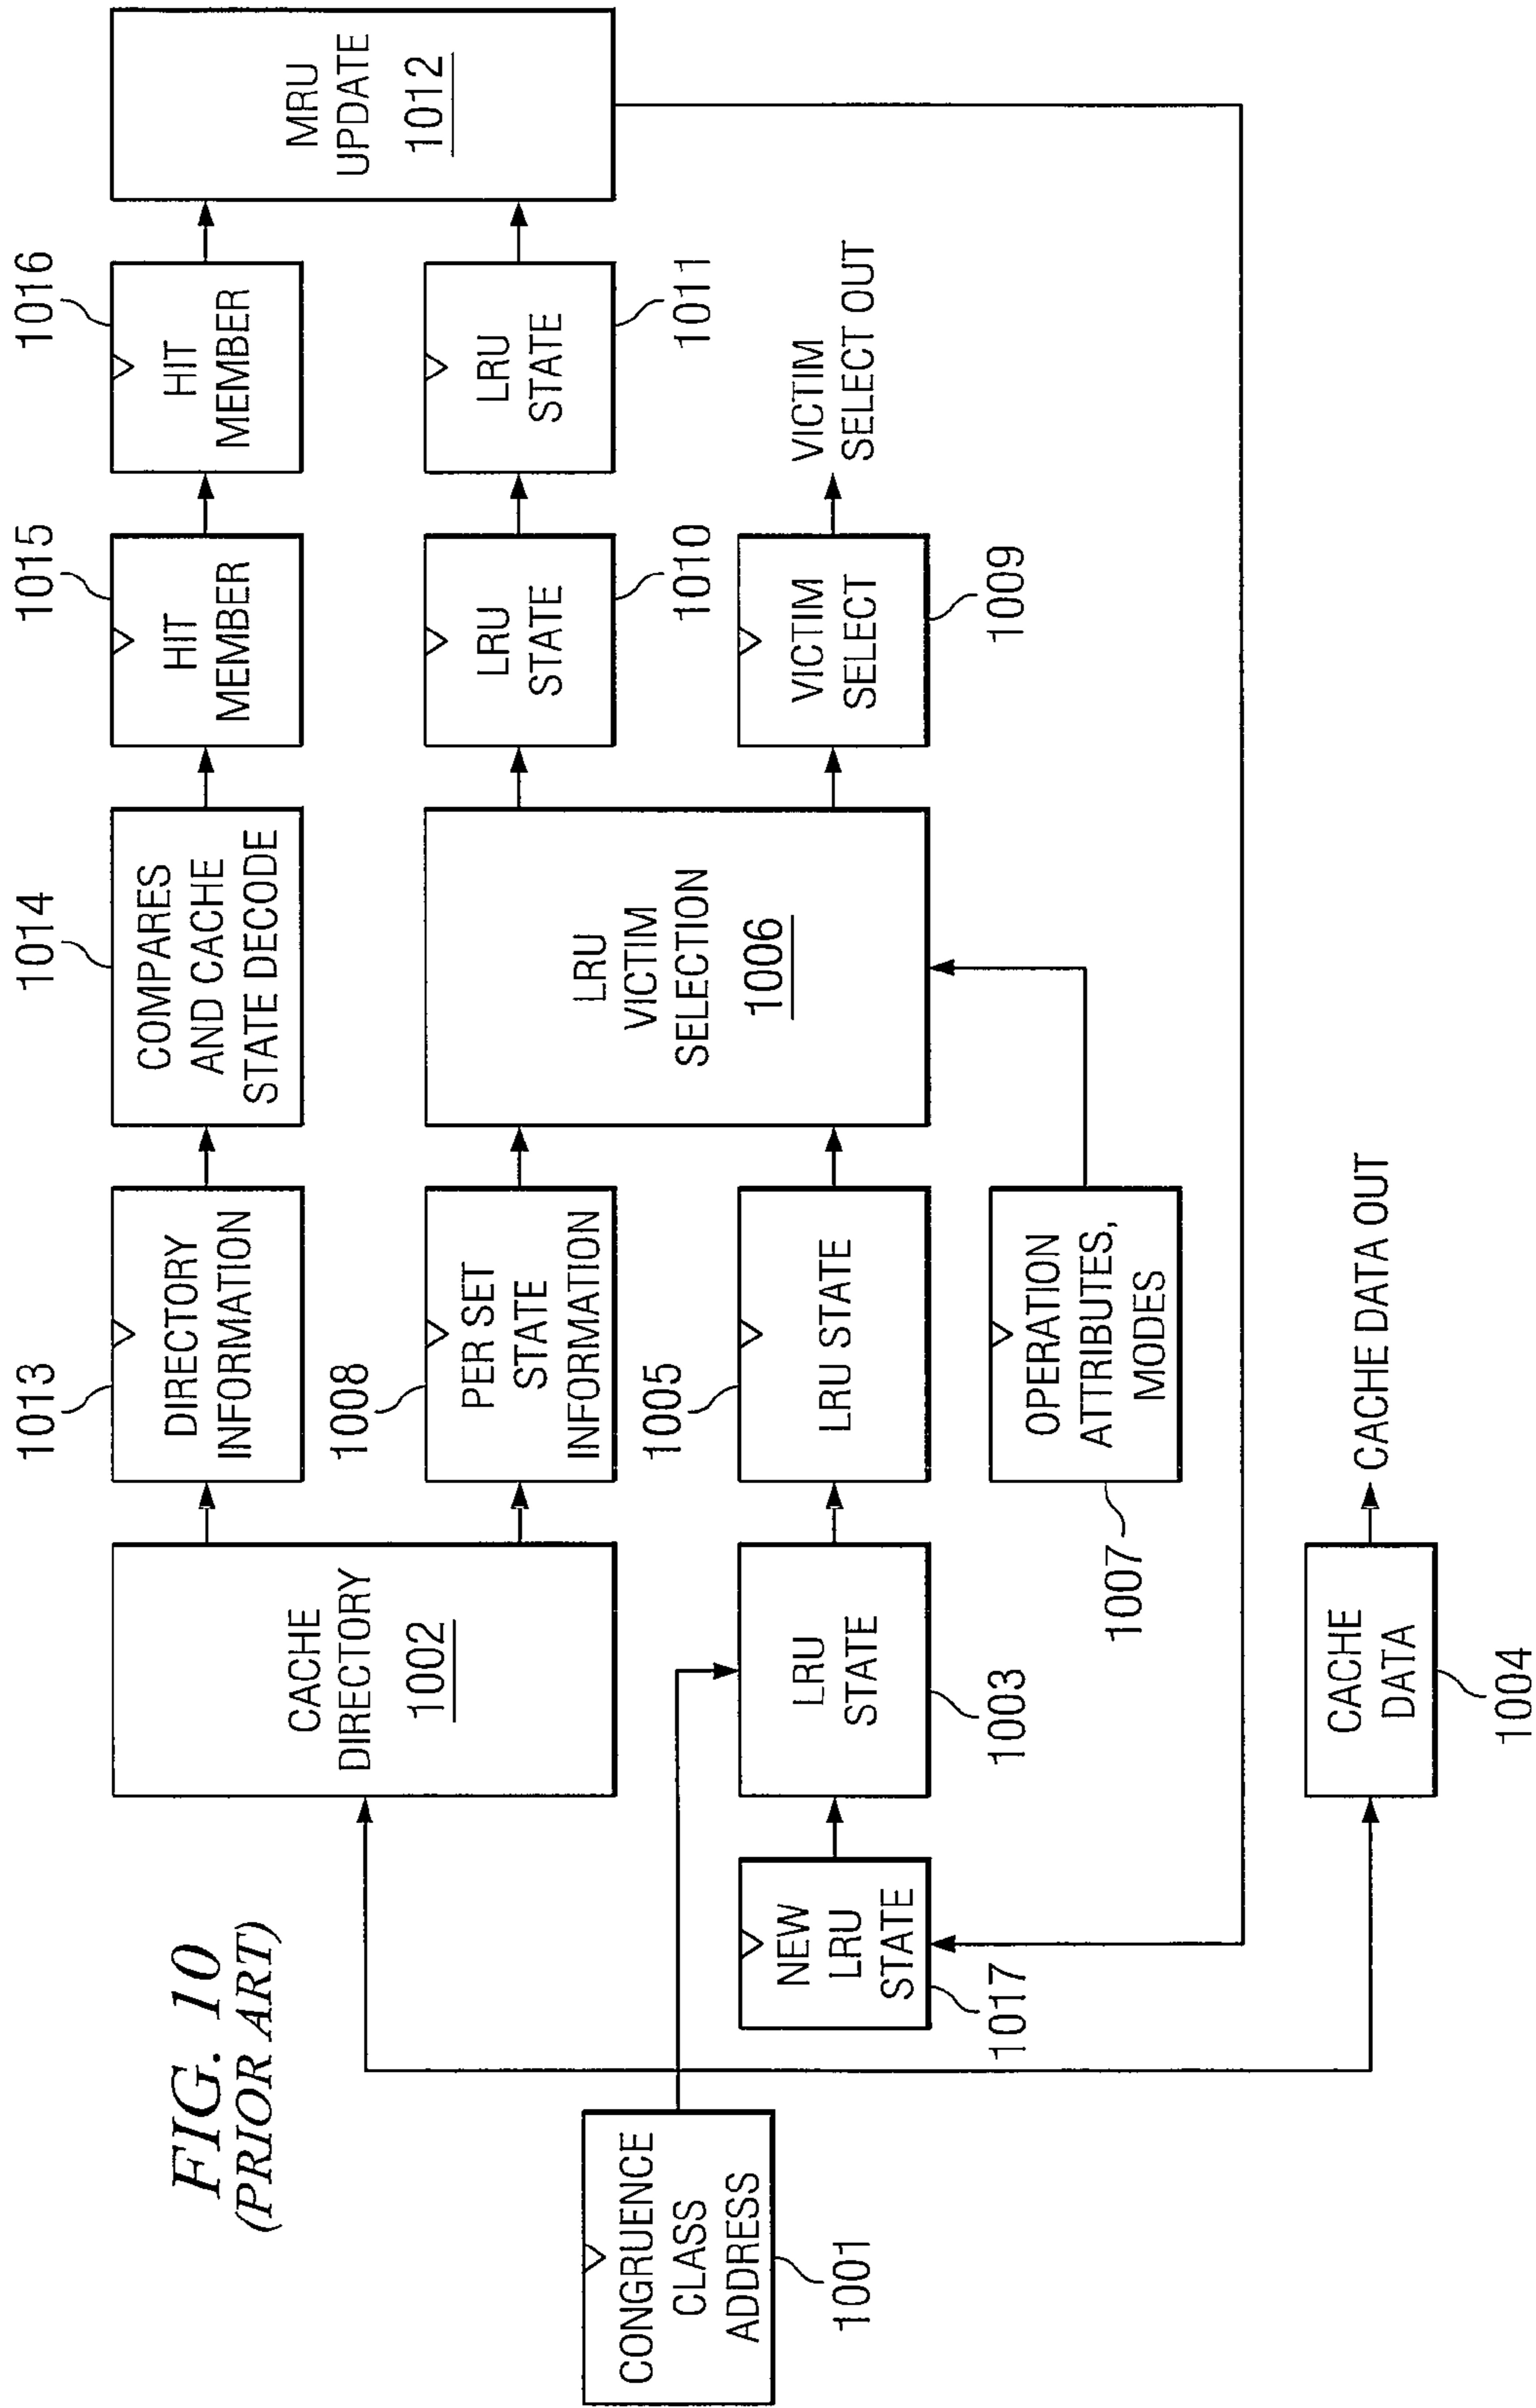 FIG. 10
(PRIOR ART)
CONGRUENCE
CLASS
ADDRESS
1001
CACHE
DIRECTORY
1002
NEW
LRU
STATE
1017
LRU
STATE
1003
CACHE
DATA
1004
CACHE DATA OUT
1013
DIRECTORY
INFORMATION
1008
PER SET
STATE
INFORMATION
1005
LRU STATE
OPERATION
ATTRIBUTES,
MODES
1007
1014
COMPARES
AND CACHE
STATE DECODE
LRU
VICTIM
SELECTION
1006
1015
HIT
MEMBER
LRU
STATE
1010
VICTIM
SELECT
1009
VICTIM
SELECT OUT
1016
HIT
MEMBER
LRU
STATE
1011
MRU
UPDATE
1012